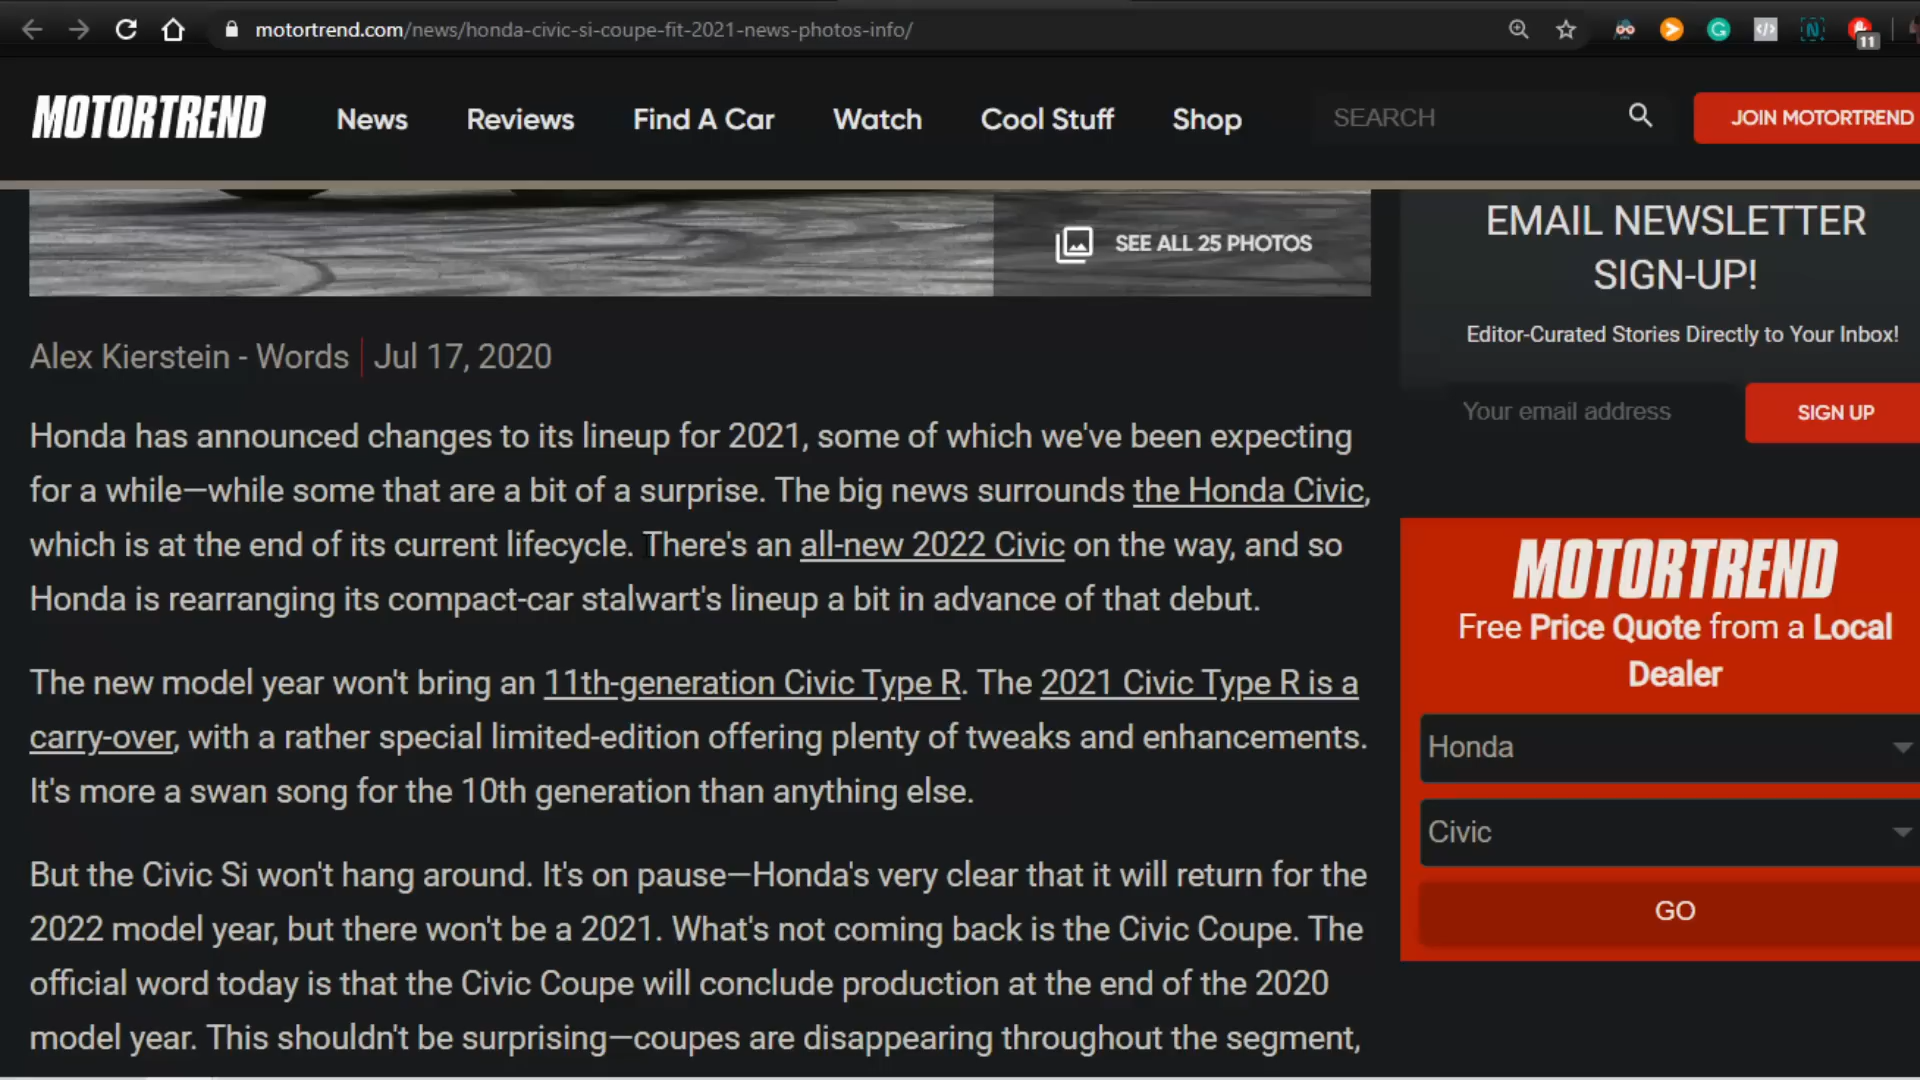 motortrend.com/news/honda-civic-si-coupe-fit-2021-news-photos-info/
11
MOTORTREND
News
Reviews
Find A Car
Watch
Cool Stuff
Shop
SEARCH
JOIN MOTORTREND
SEE ALL 25 PHOTOS
Alex Kierstein - Words | Jul 17, 2020
Honda has announced changes to its lineup for 2021, some of which we've been expecting
for a while—while some that are a bit of a surprise. The big news surrounds the Honda Civic,
which is at the end of its current lifecycle. There's an all-new 2022 Civic on the way, and so
Honda is rearranging its compact-car stalwart's lineup a bit in advance of that debut.
The new model year won't bring an 11th-generation Civic Type R. The 2021 Civic Type R is a
carry-over, with a rather special limited-edition offering plenty of tweaks and enhancements.
It's more a swan song for the 10th generation than anything else.
But the Civic Si won't hang around. It's on pause—Honda's very clear that it will return for the
2022 model year, but there won't be a 2021. What's not coming back is the Civic Coupe. The
official word today is that the Civic Coupe will conclude production at the end of the 2020
model year. This shouldn't be surprising—coupes are disappearing throughout the segment,
EMAIL NEWSLETTER
SIGN-UP!
Editor-Curated Stories Directly to Your Inbox!
Your email address
SIGN UP
MOTORTREND
Free Price Quote from a Local
Dealer
Honda
Civic
GO